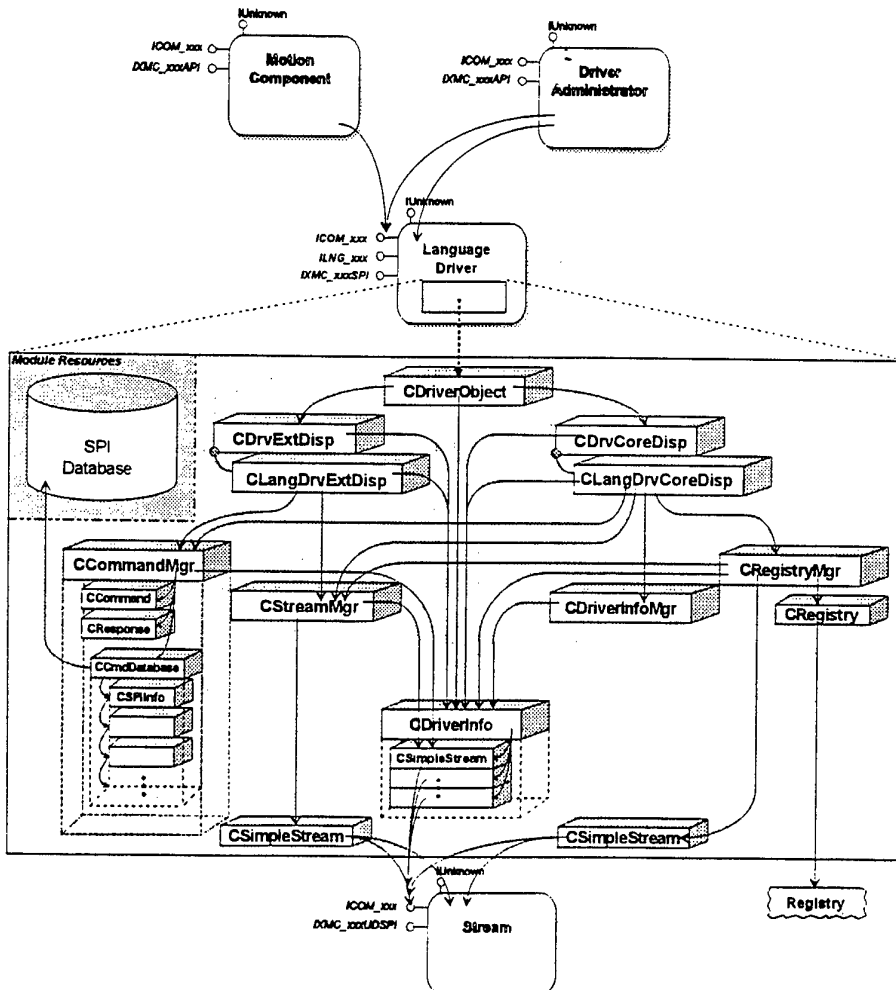 IUnknown
ICOM_xxx
IXMC_xxxAPI
Motion
Component
IUnknown
ICOM_xxx
IXMC_xxxAPI
Driver
Administrator
IUnknown
ICOM_xxx
ILNG_xxx
IXMC_xxxSPI
Language
Driver
Module Resources
SPI
Database
CDriverObject
CDrvExtDisp
CDrvCoreDisp
CLangDrvExtDisp
CLangDrvCoreDisp
CCommandMgr
CRegistryMgr
CCommand
CStreamMgr
CDriverInfoMgr
CRegistry
CResponse
CCmdDatabase
CSPIInfo
CDriverInfo
CSimpleStream
CSimpleStream
CSimpleStream
IUnknown
ICOM_xxx
IXMC_xxxUDSPI
Stream
Registry